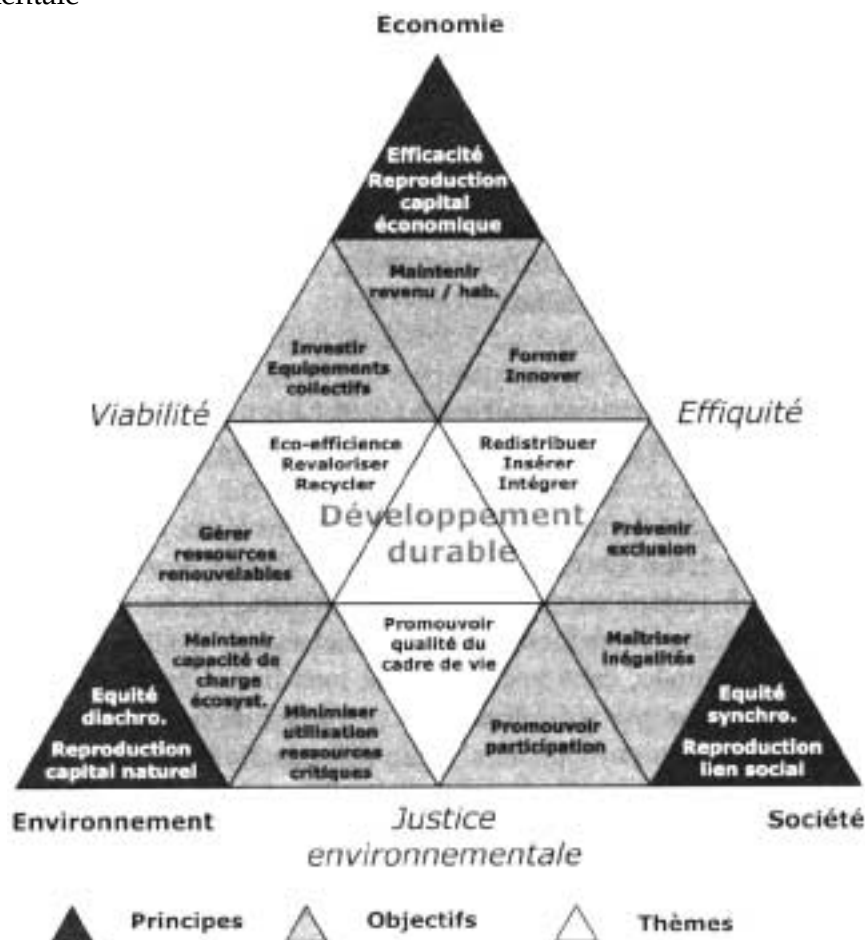 entale
Economie
Efficacité
Reproduction
capital
économique
Maintenir
revenu / hab.
Investir
Equipements
collectifs
Former
Innover
Viabilité
Effiquité
Eco-efficience
Revaloriser
Recycler
Redistribuer
Insérer
Intégrer
Développement
durable
Gérer
ressources
renouvelables
Prévenir
exclusion
Promouvoir
qualité du
cadre de vie
Maintenir
capacité de
charge
écosyst.
Maîtriser
inégalités
Equité
diachro.
Reproduction
capital naturel
Minimiser
utilisation
ressources
critiques
Promouvoir
participation
Equité
synchro.
Reproduction
lien social
Environnement
Justice
environnementale
Société
Principes
Objectifs
Thèmes